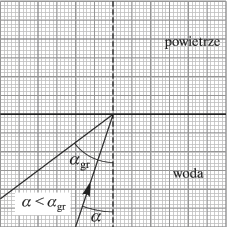 powietrze
α_gr
woda
α < α_gr
α